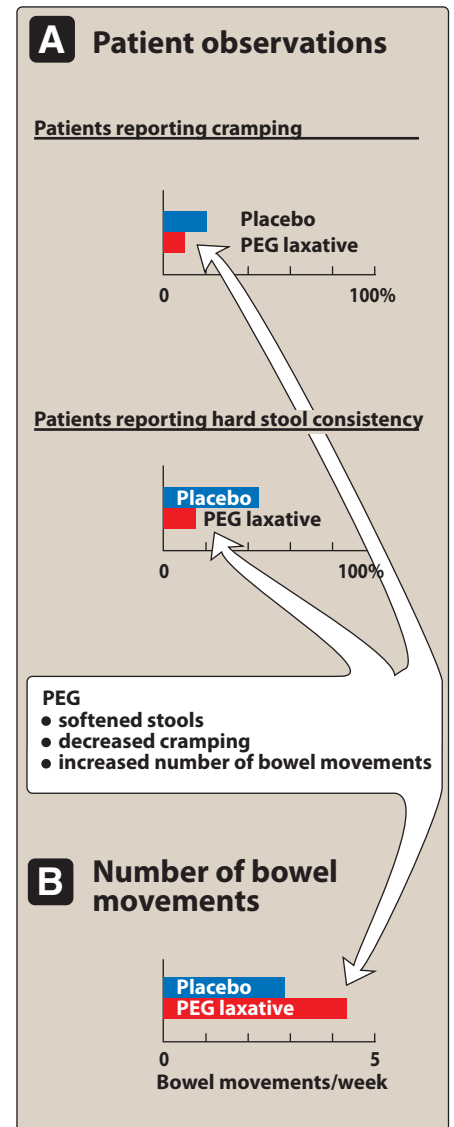 A Patient observations
Patients reporting cramping
Placebo
PEG laxative
0 100%
Patients reporting hard stool consistency
Placebo
PEG laxative
0 100%
PEG
• softened stools
• decreased cramping
• increased number of bowel movements
B Number of bowel
movements
Placebo
PEG laxative
0 5
Bowel movements/week